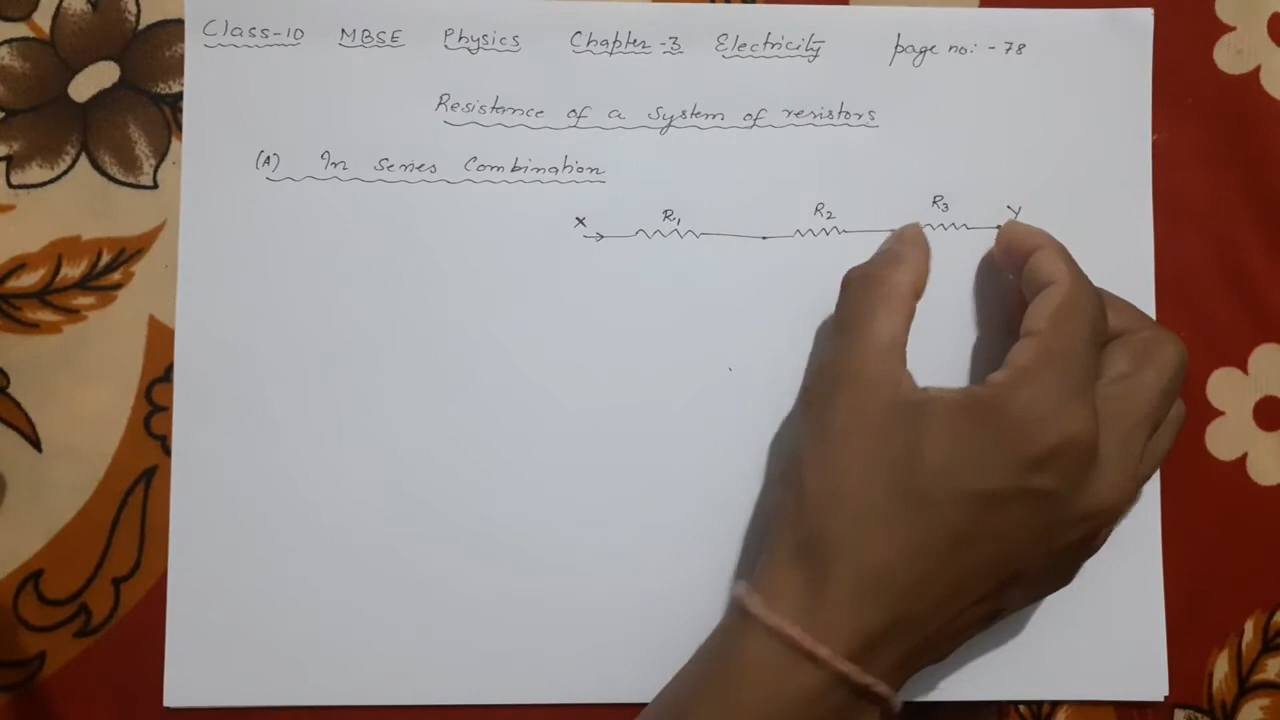 Class-10 MBSE Physics Chapter-3 Electricity page no: - 78
Resistance of a System of resistors
(A) In Series Combination
X R1 R2 R3 Y